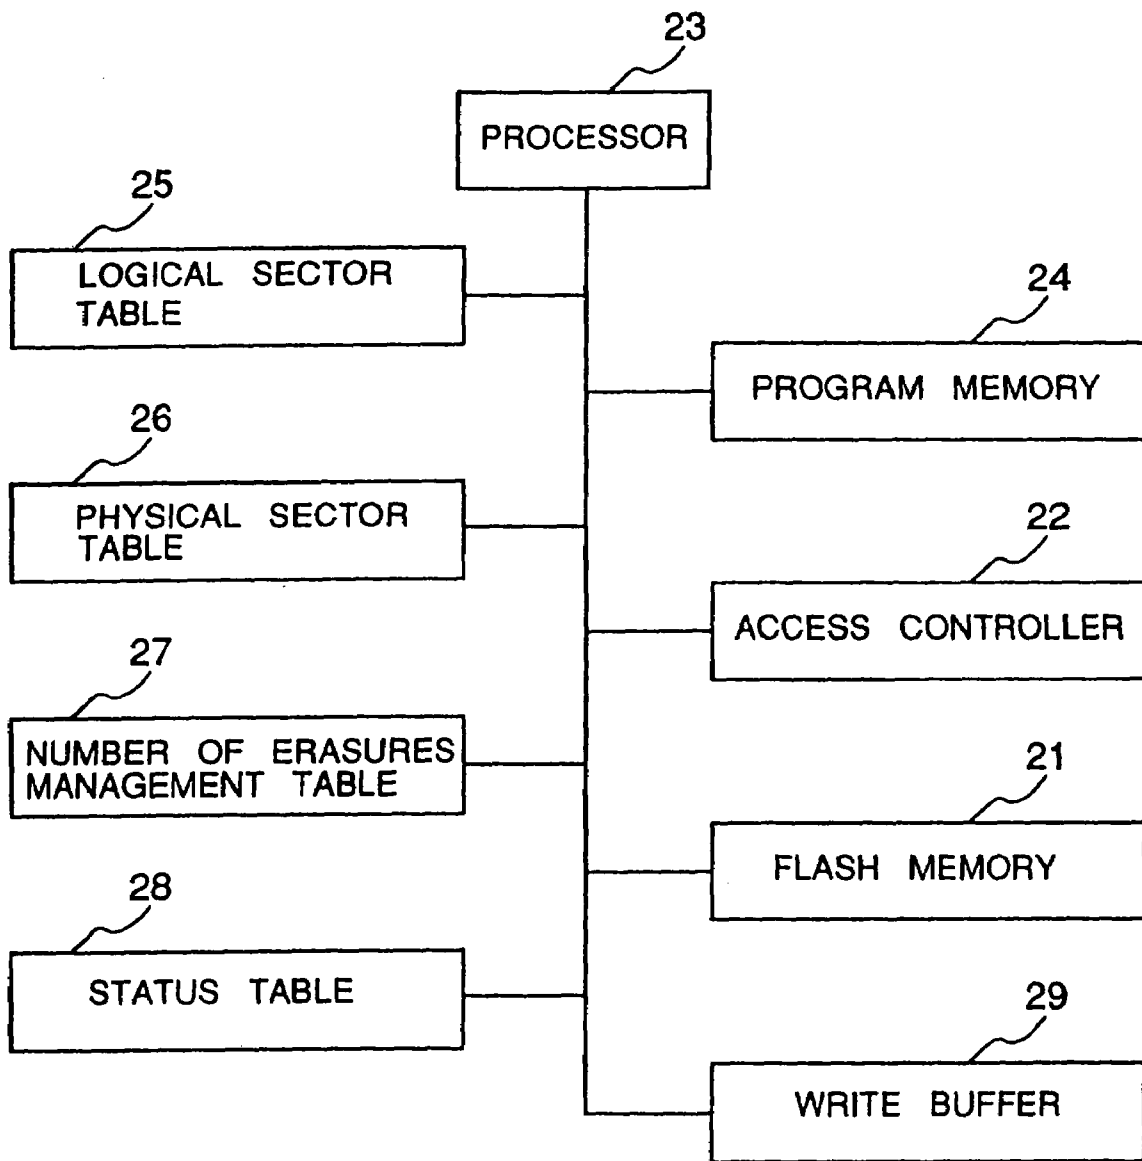 23
PROCESSOR
25
LOGICAL SECTOR
TABLE
24
PROGRAM MEMORY
26
PHYSICAL SECTOR
TABLE
22
ACCESS CONTROLLER
27
NUMBER OF ERASURES
MANAGEMENT TABLE
21
FLASH MEMORY
28
STATUS TABLE
29
WRITE BUFFER